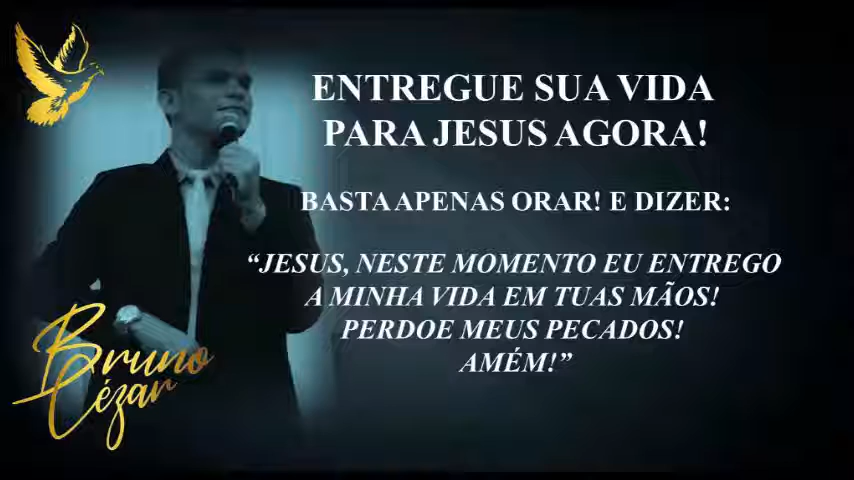 ENTREGUE SUA VIDA
PARA JESUS AGORA!
BASTA APENAS ORAR! E DIZER:
“JESUS, NESTE MOMENTO EU ENTREGO
A MINHA VIDA EM TUAS MÃOS!
PERDOE MEUS PECADOS!
AMÉM!”
Bruno
Cézar